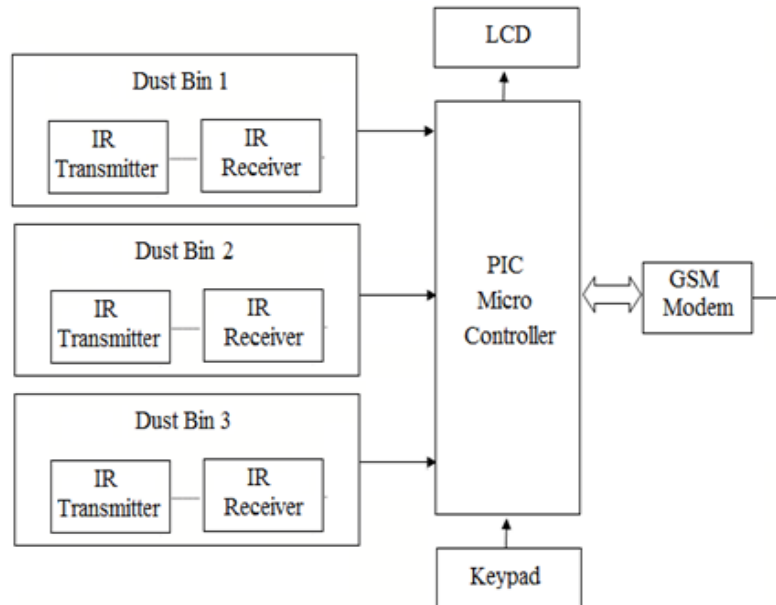 LCD
Dust Bin 1
IR
Transmitter
IR
Receiver
Dust Bin 2
IR
Transmitter
IR
Receiver
Dust Bin 3
IR
Transmitter
IR
Receiver
PIC
Micro
Controller
GSM
Modem
Keypad